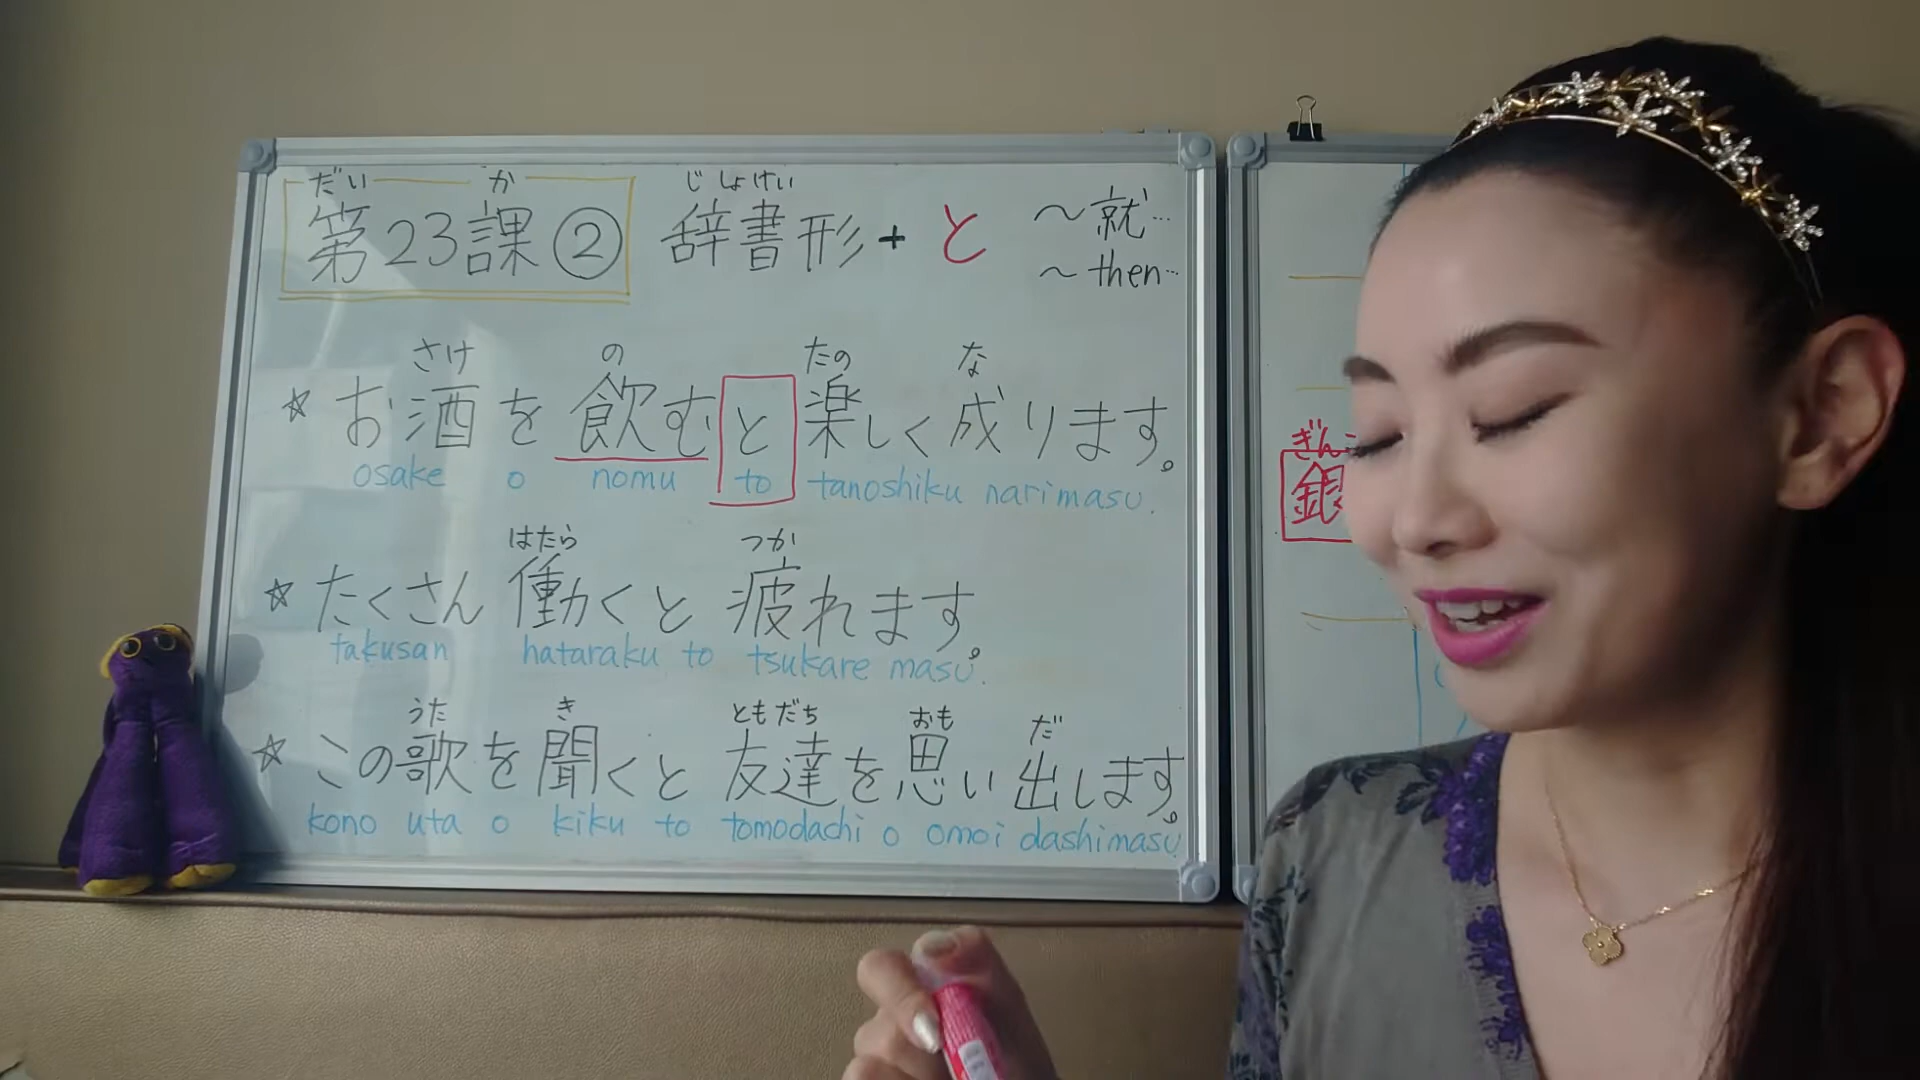 だい か じしょけい
第23課② 辞書形+と ～就…
～then…
さけ の たの な
☆お酒を飲むと楽しく成ります。
osake o nomu to tanoshiku narimasu.
はたら つか
☆たくさん働くと疲れます。
takusan hataraku to tsukare masu.
うた き ともだち おも だ
☆この歌を聞くと友達を思い出します。
kono uta o kiku to tomodachi o omoi dashimasu.
ぎん
銀